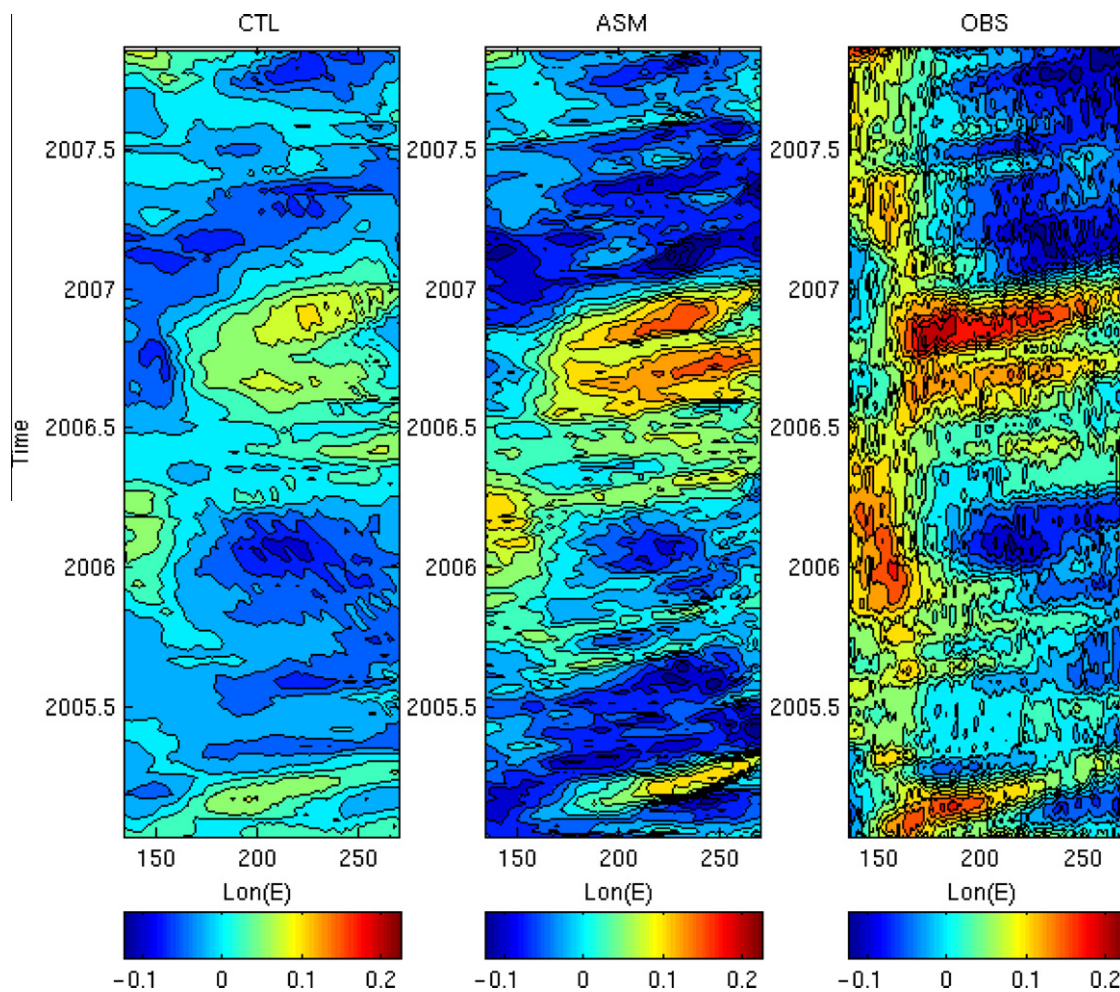 CTL ASM OBS
2007.5 2007.5 2007.5
2007 2007 2007
2006.5 2006.5 2006.5
Time
2006 2006 2006
2005.5 2005.5 2005.5
150 200 250 150 200 250 150 200 250
Lon(E) Lon(E) Lon(E)
−0.1 0 0.1 0.2 −0.1 0 0.1 0.2 −0.1 0 0.1 0.2